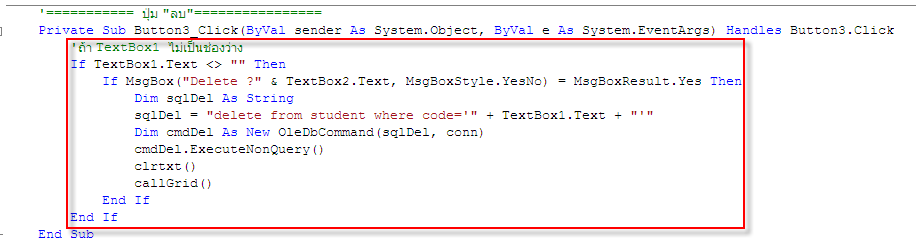 '=========== ปุ่ม "ลบ"================
Private Sub Button3_Click(ByVal sender As System.Object, ByVal e As System.EventArgs) Handles Button3.Click
'ถ้า TextBox1 ไม่เป็นช่องว่าง
If TextBox1.Text <> "" Then
If MsgBox("Delete ?" & TextBox2.Text, MsgBoxStyle.YesNo) = MsgBoxResult.Yes Then
Dim sqlDel As String
sqlDel = "delete from student where code='" + TextBox1.Text + "'"
Dim cmdDel As New OleDbCommand(sqlDel, conn)
cmdDel.ExecuteNonQuery()
clrtxt()
callGrid()
End If
End If
End Sub